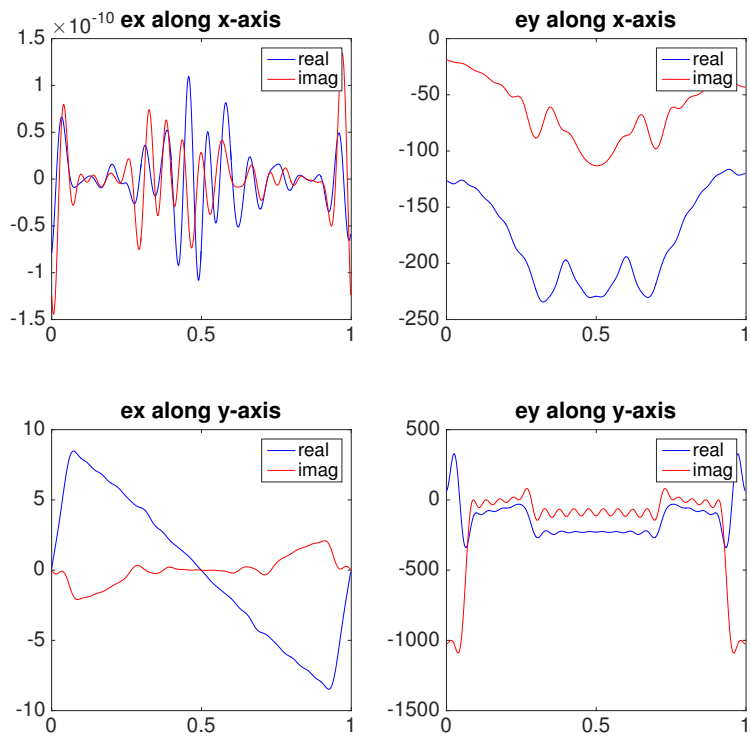 ×10⁻¹⁰ ex along x-axis
1.5
1
0.5
0
-0.5
-1
-1.5
0 0.5 1
real
imag
ey along x-axis
0
-50
-100
-150
-200
-250
0 0.5 1
real
imag
ex along y-axis
10
5
0
-5
-10
0 0.5 1
real
imag
ey along y-axis
500
0
-500
-1000
-1500
0 0.5 1
real
imag